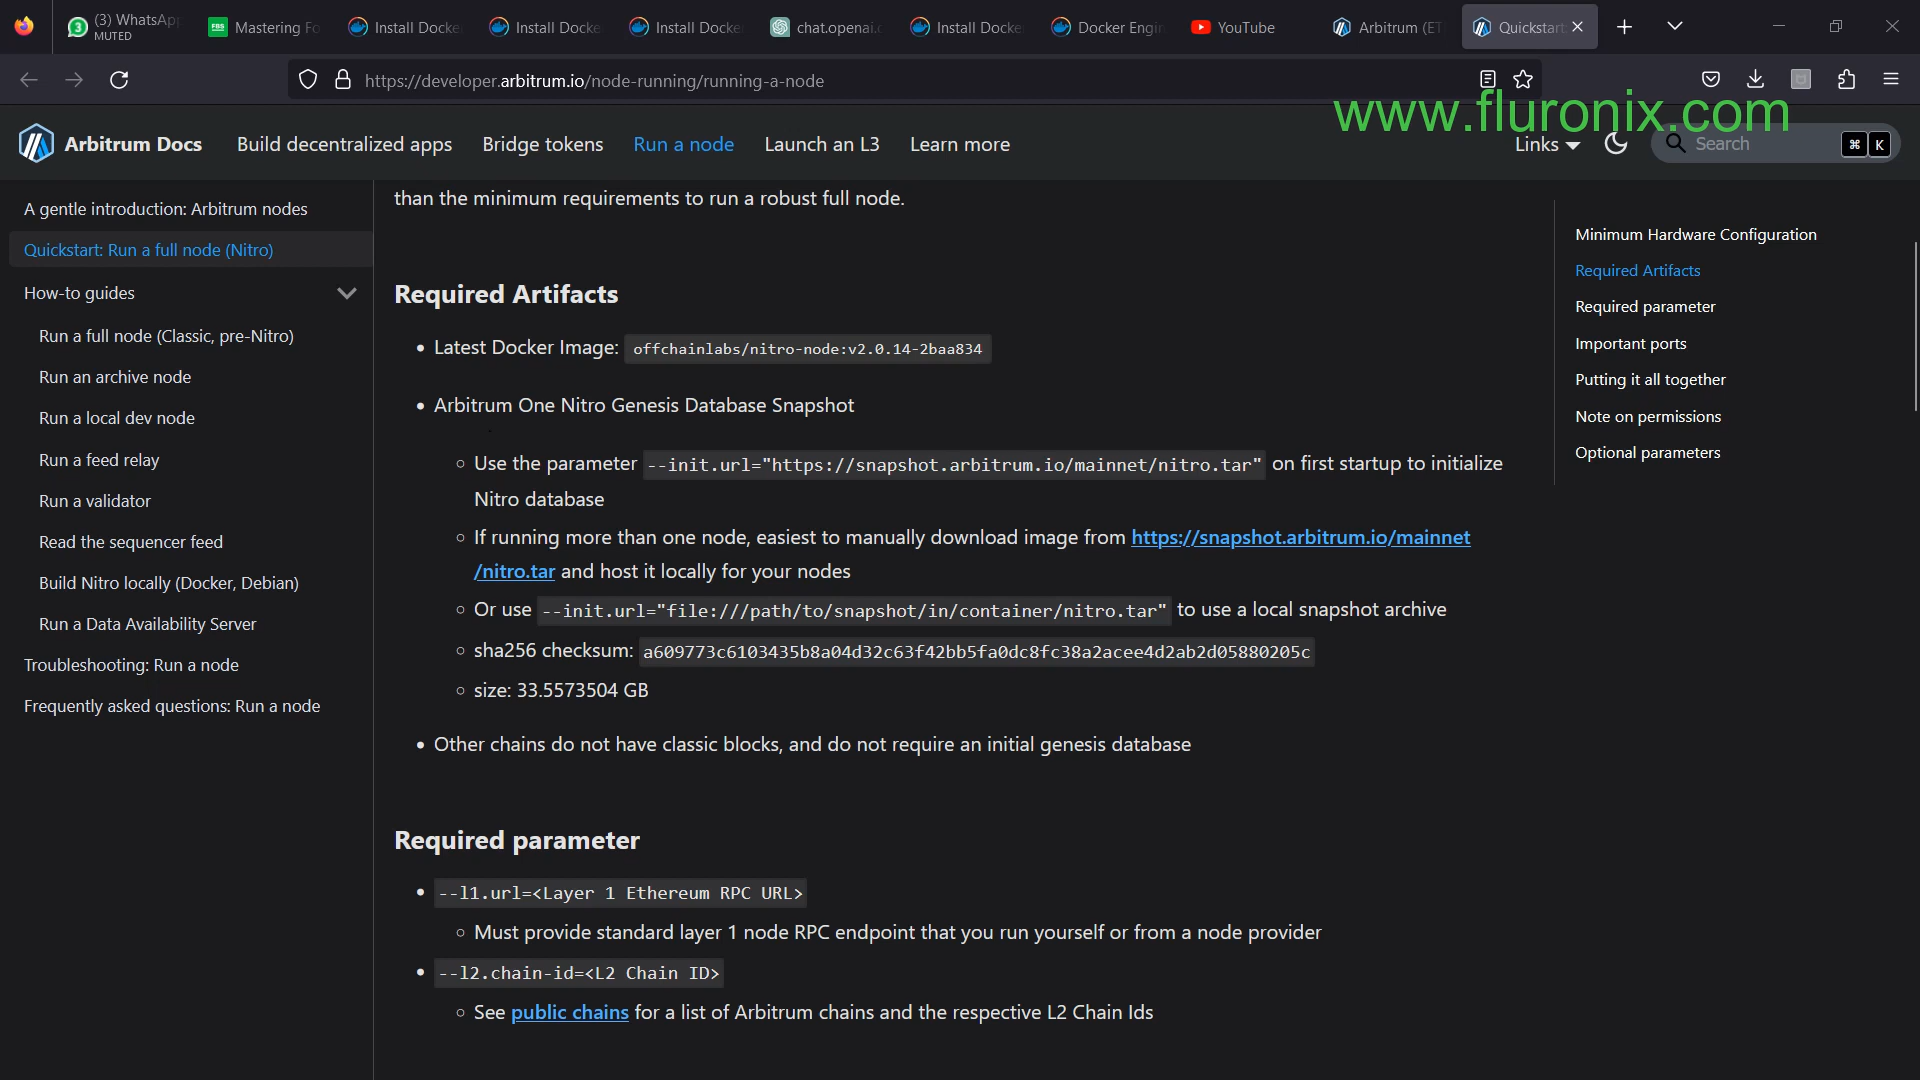 (3) WhatsApp
MUTED
Mastering Fo
Install Docke
Install Docke
Install Docke
chat.openai.c
Install Docke
Docker Engin
YouTube
Arbitrum (ET
Quickstart:
https://developer.arbitrum.io/node-running/running-a-node
www.fluronix.com
Arbitrum Docs
Build decentralized apps
Bridge tokens
Run a node
Launch an L3
Learn more
Links
Search
⌘ K
A gentle introduction: Arbitrum nodes
Quickstart: Run a full node (Nitro)
How-to guides
Run a full node (Classic, pre-Nitro)
Run an archive node
Run a local dev node
Run a feed relay
Run a validator
Read the sequencer feed
Build Nitro locally (Docker, Debian)
Run a Data Availability Server
Troubleshooting: Run a node
Frequently asked questions: Run a node
than the minimum requirements to run a robust full node.
Required Artifacts
Latest Docker Image: offchainlabs/nitro-node:v2.0.14-2baa834
Arbitrum One Nitro Genesis Database Snapshot
Use the parameter --init.url="https://snapshot.arbitrum.io/mainnet/nitro.tar" on first startup to initialize
Nitro database
If running more than one node, easiest to manually download image from https://snapshot.arbitrum.io/mainnet
/nitro.tar and host it locally for your nodes
Or use --init.url="file:///path/to/snapshot/in/container/nitro.tar" to use a local snapshot archive
sha256 checksum: a609773c6103435b8a04d32c63f42bb5fa0dc8fc38a2acee4d2ab2d05880205c
size: 33.5573504 GB
Other chains do not have classic blocks, and do not require an initial genesis database
Required parameter
--l1.url=<Layer 1 Ethereum RPC URL>
Must provide standard layer 1 node RPC endpoint that you run yourself or from a node provider
--l2.chain-id=<L2 Chain ID>
See public chains for a list of Arbitrum chains and the respective L2 Chain Ids
Minimum Hardware Configuration
Required Artifacts
Required parameter
Important ports
Putting it all together
Note on permissions
Optional parameters